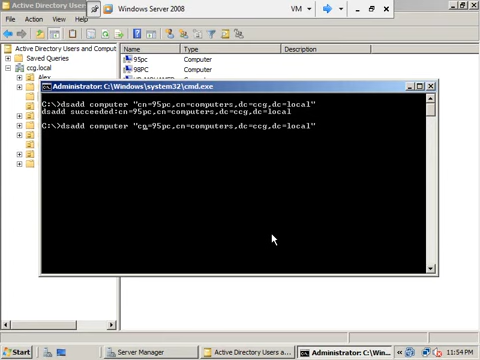 Active Directory Users and Computers
Windows Server 2008
VM
Action
View
Help
Active Directory Users and Comput
Saved Queries
ccg.local
Alex
Name
Type
Description
95pc
Computer
98PC
Computer
Computer
Administrator: C:\Windows\system32\cmd.exe
C:\>dsadd computer "cn=95pc,cn=computers,dc=ccg,dc=local"
dsadd succeeded:cn=95pc,cn=computers,dc=ccg,dc=local
C:\>dsadd computer "cn=95pc,cn=computers,dc=ccg,dc=local"
Start
Server Manager
Active Directory Users a...
Administrator: C:\Win...
11:54 PM